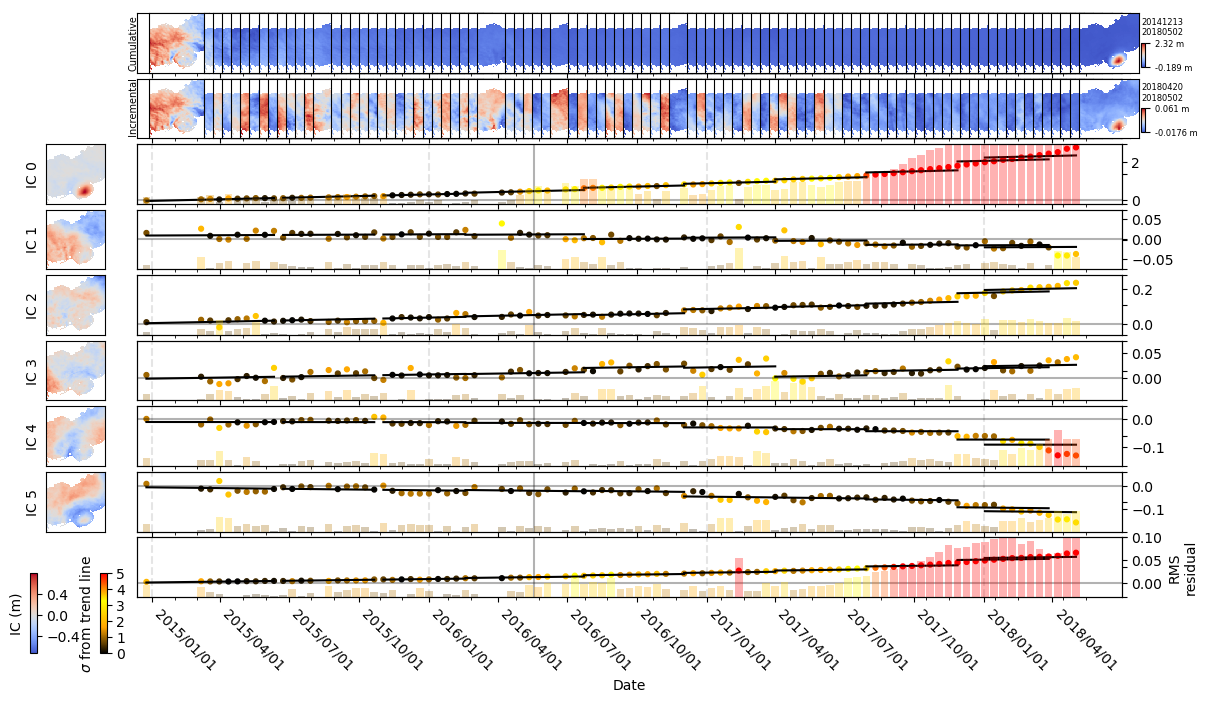 Cumulative
20141213
20180502
2.32 m
-0.189 m
Incremental
20180420
20180502
0.061 m
-0.0176 m
IC 0
2
0
IC 1
0.05
0.00
−0.05
IC 2
0.2
0.0
IC 3
0.05
0.00
IC 4
0.0
−0.1
IC 5
0.0
−0.1
0.10
0.05
0.00
RMS
residual
IC (m)
0.4
0.0
−0.4
σ from trend line
5
4
3
2
1
0
2015/01/01
2015/04/01
2015/07/01
2015/10/01
2016/01/01
2016/04/01
2016/07/01
2016/10/01
2017/01/01
2017/04/01
2017/07/01
2017/10/01
2018/01/01
2018/04/01
Date